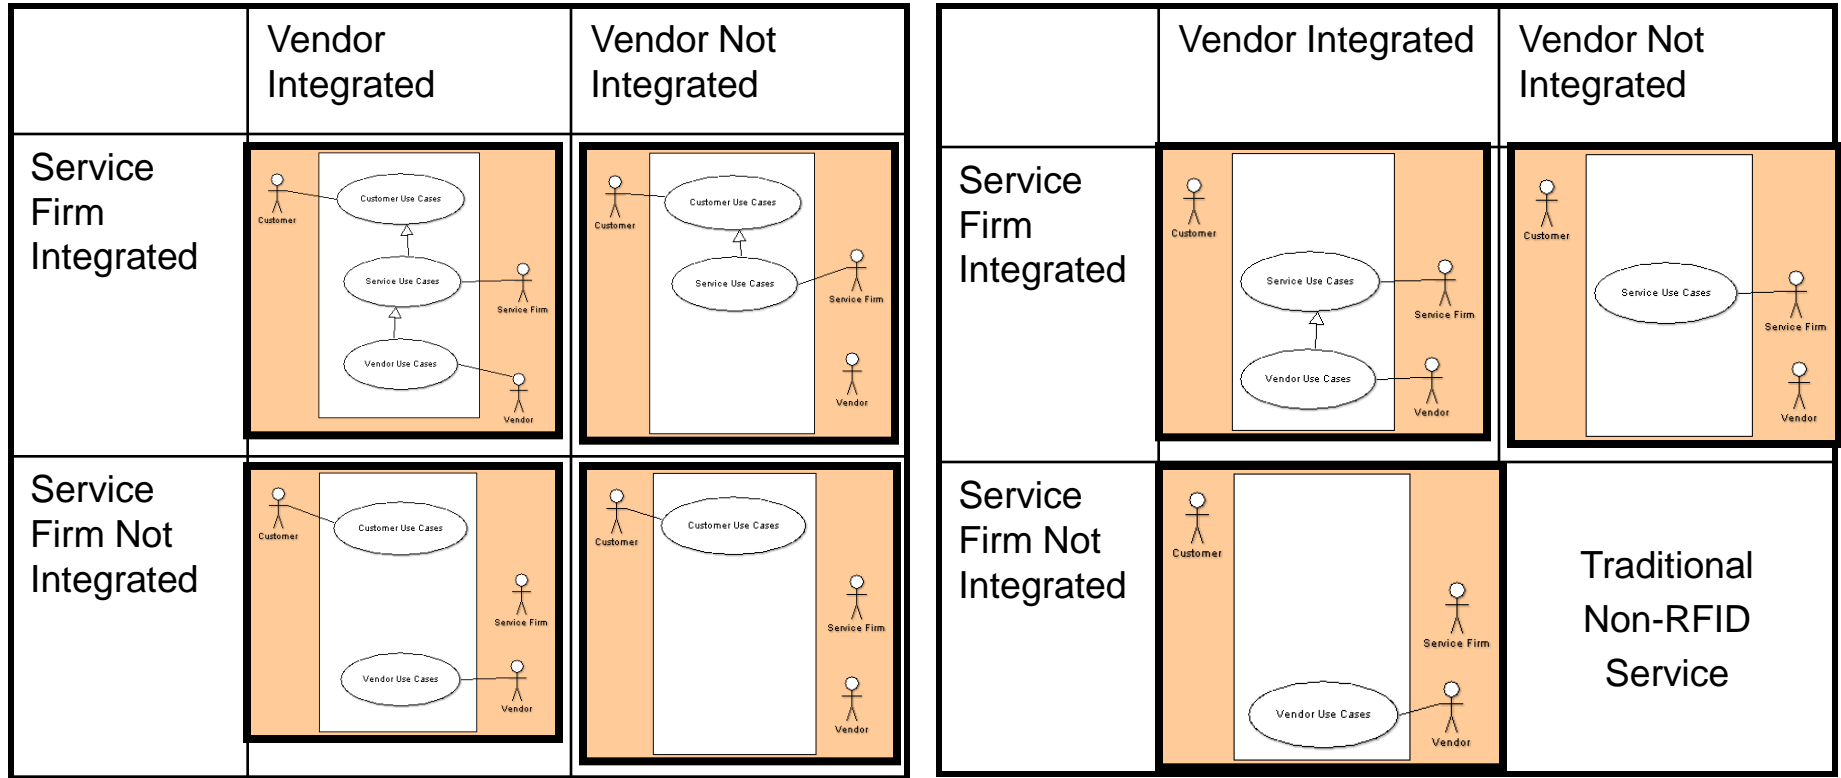 Vendor
Integrated
Vendor Not
Integrated
Service
Firm
Integrated
Customer
Customer Use Cases
Service Use Cases
Service Firm
Vendor Use Cases
Vendor
Customer
Customer Use Cases
Service Use Cases
Service Firm
Vendor
Service
Firm Not
Integrated
Customer
Customer Use Cases
Service Firm
Vendor Use Cases
Vendor
Customer
Customer Use Cases
Service Firm
Vendor
Vendor Integrated
Vendor Not
Integrated
Service
Firm
Integrated
Customer
Service Use Cases
Service Firm
Vendor Use Cases
Vendor
Customer
Service Use Cases
Service Firm
Vendor
Service
Firm Not
Integrated
Customer
Service Firm
Vendor Use Cases
Vendor
Traditional
Non-RFID
Service